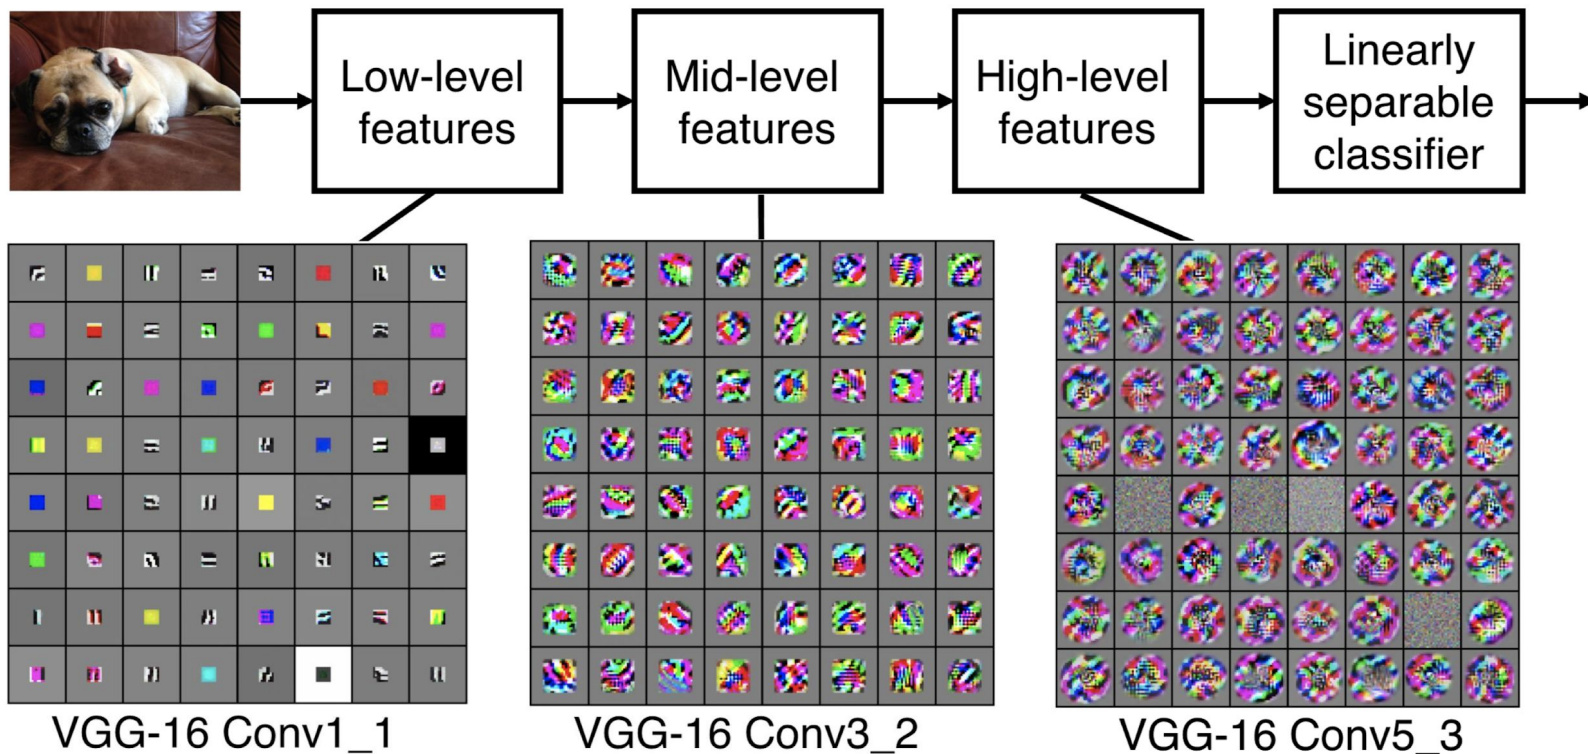 Low-level
features
Mid-level
features
High-level
features
Linearly
separable
classifier
VGG-16 Conv1_1
VGG-16 Conv3_2
VGG-16 Conv5_3